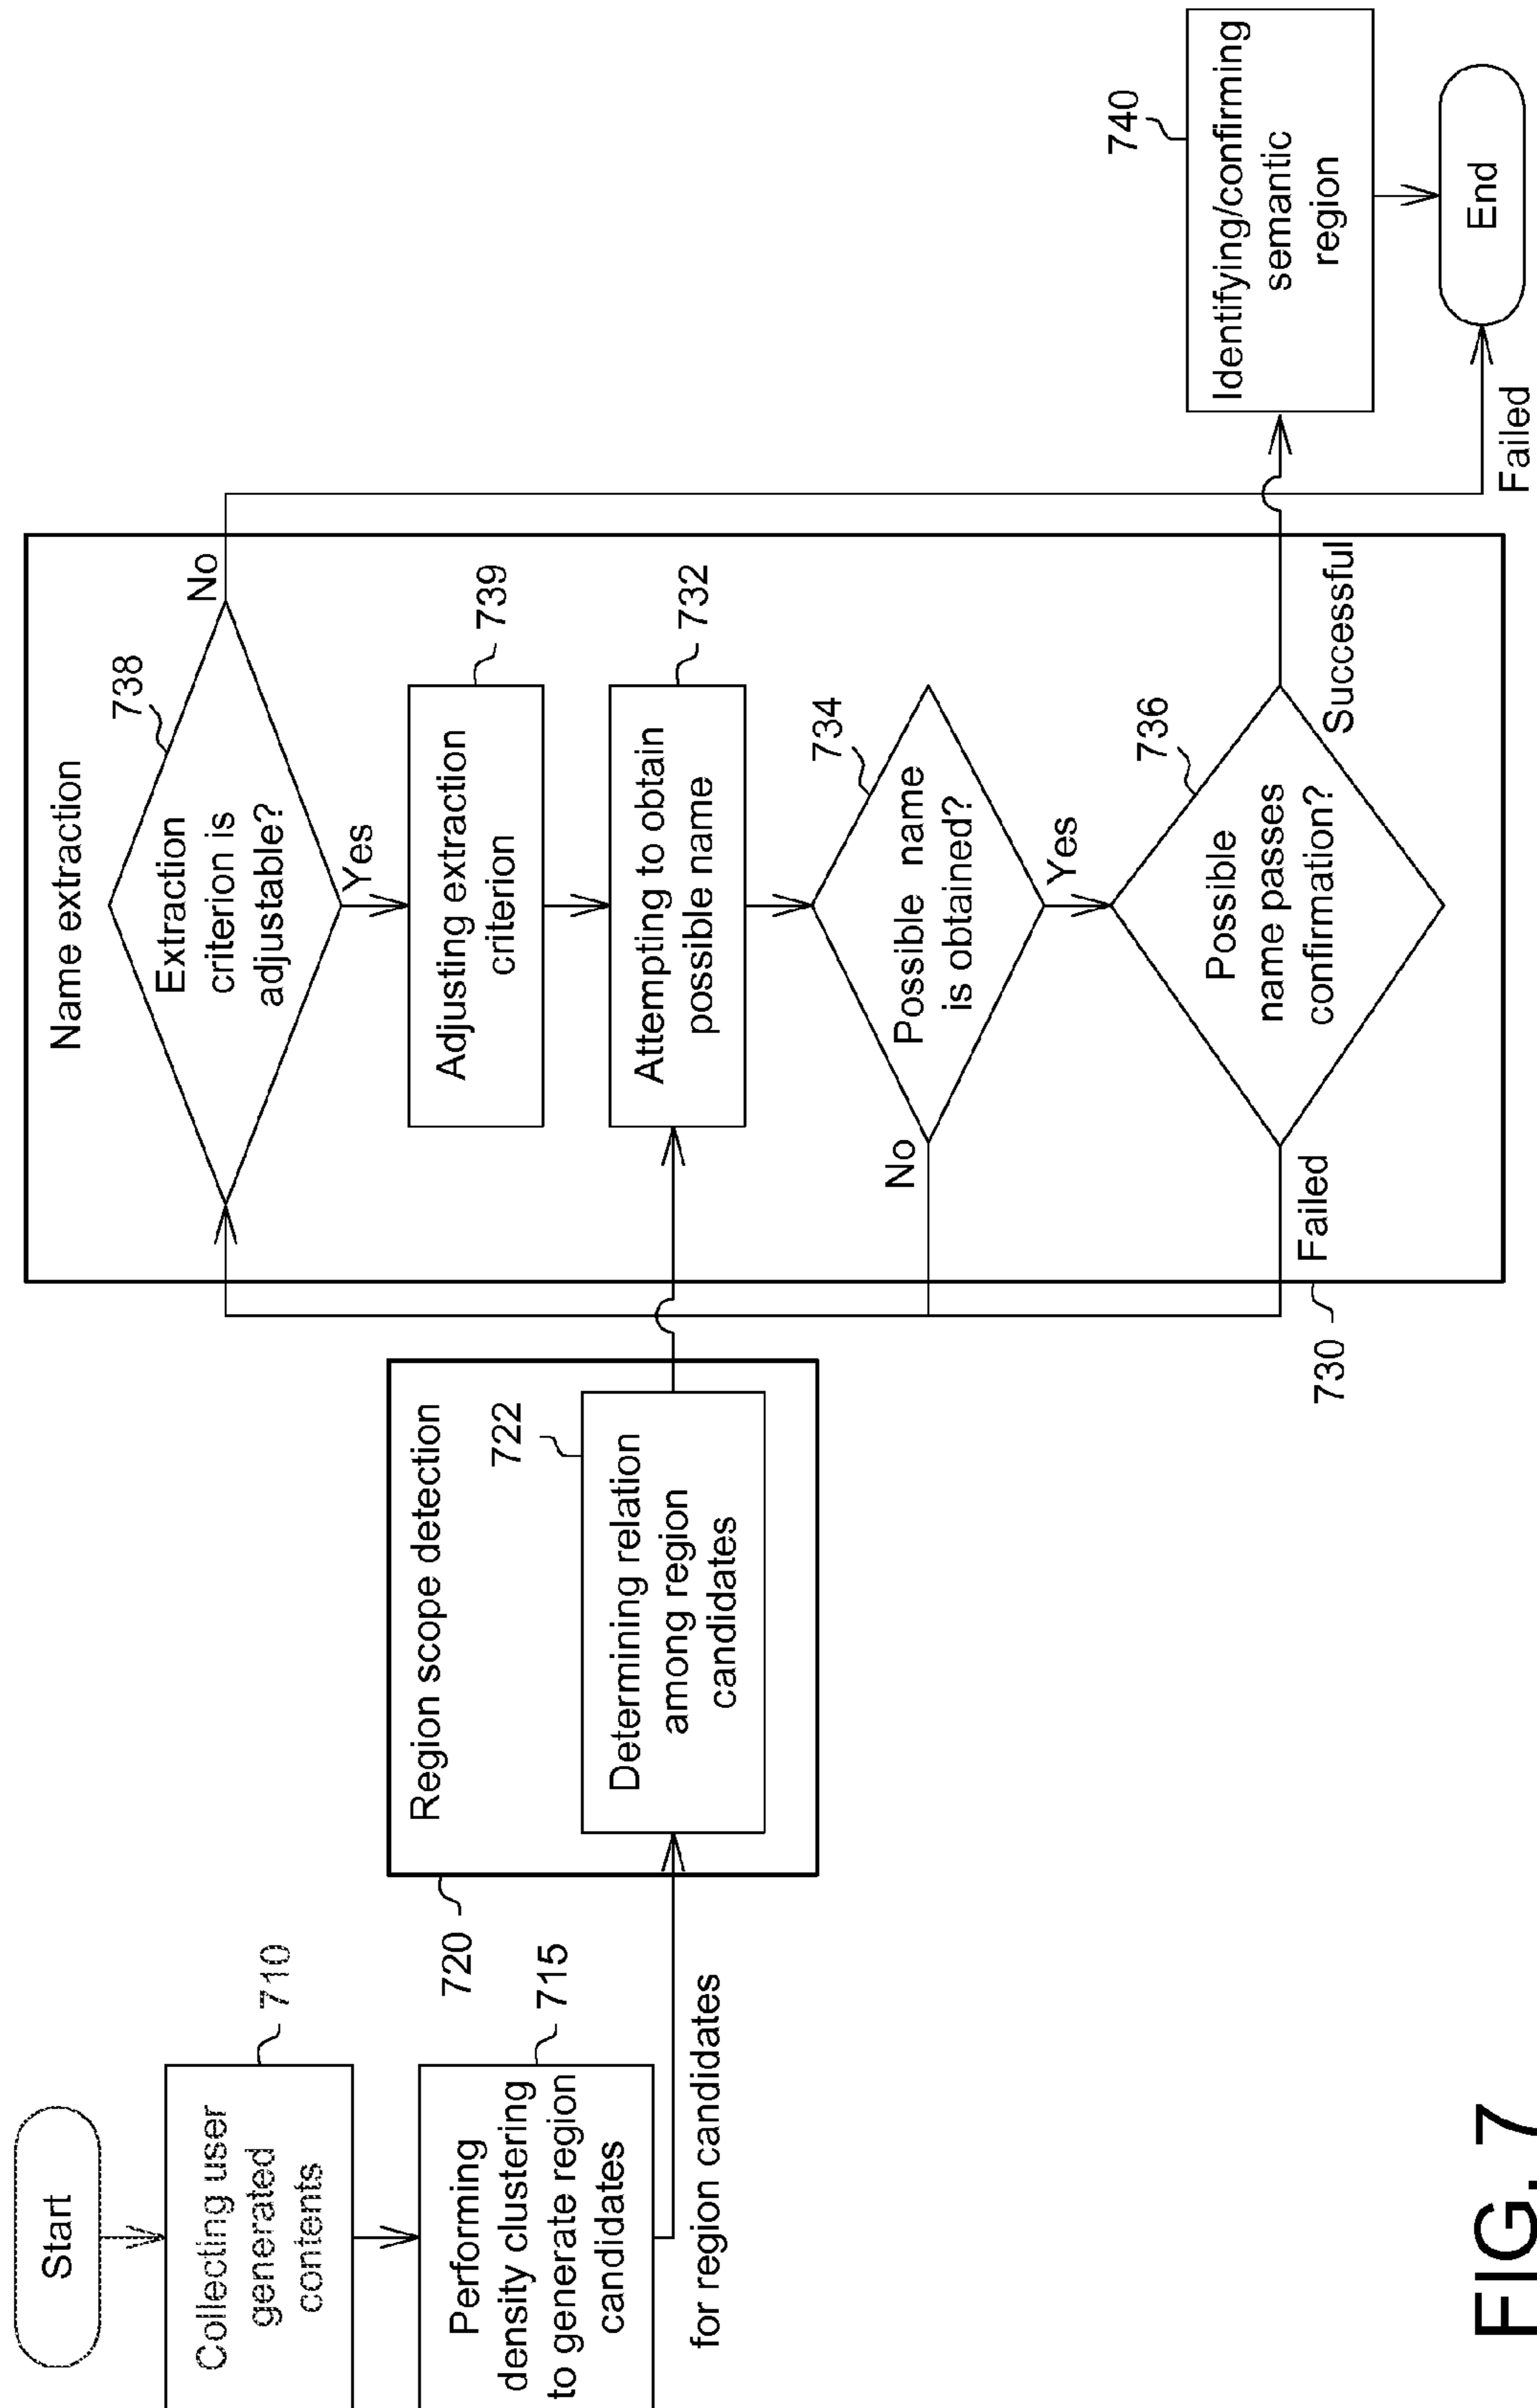 Start
Collecting user
generated
contents
710
Performing
density clustering
to generate region
candidates
715
for region candidates
720
Region scope detection
722
Determining relation
among region
candidates
730
Name extraction
738
Extraction
criterion is
adjustable?
No
Yes
Adjusting extraction
criterion
739
Attempting to obtain
possible name
732
734
Possible name
is obtained?
No
Yes
736
Possible
name passes
confirmation?
Failed
Successful
740
Identifying/confirming
semantic
region
Failed
End
FIG. 7